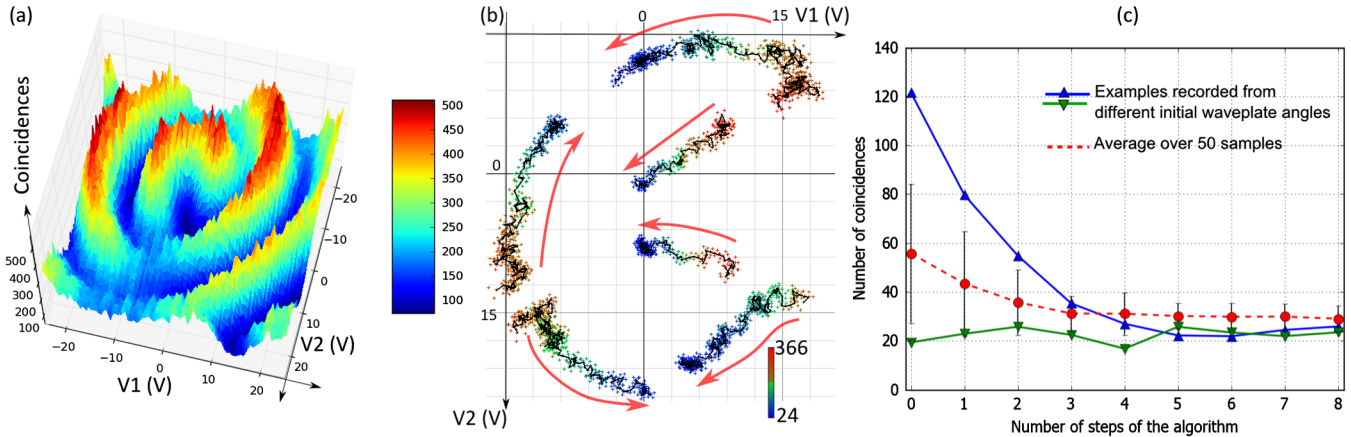 (a)
Coincidences
500
400
300
200
100
−20
−10
0
10
20
V1 (V)
−20
−10
0
10
20
V2 (V)
500
450
400
350
300
250
200
150
100
(b)
0
15
V1 (V)
0
15
V2 (V)
366
24
(c)
140
120
100
80
60
40
20
0
Number of coincidences
Examples recorded from
different initial waveplate angles
Average over 50 samples
0 1 2 3 4 5 6 7 8
Number of steps of the algorithm